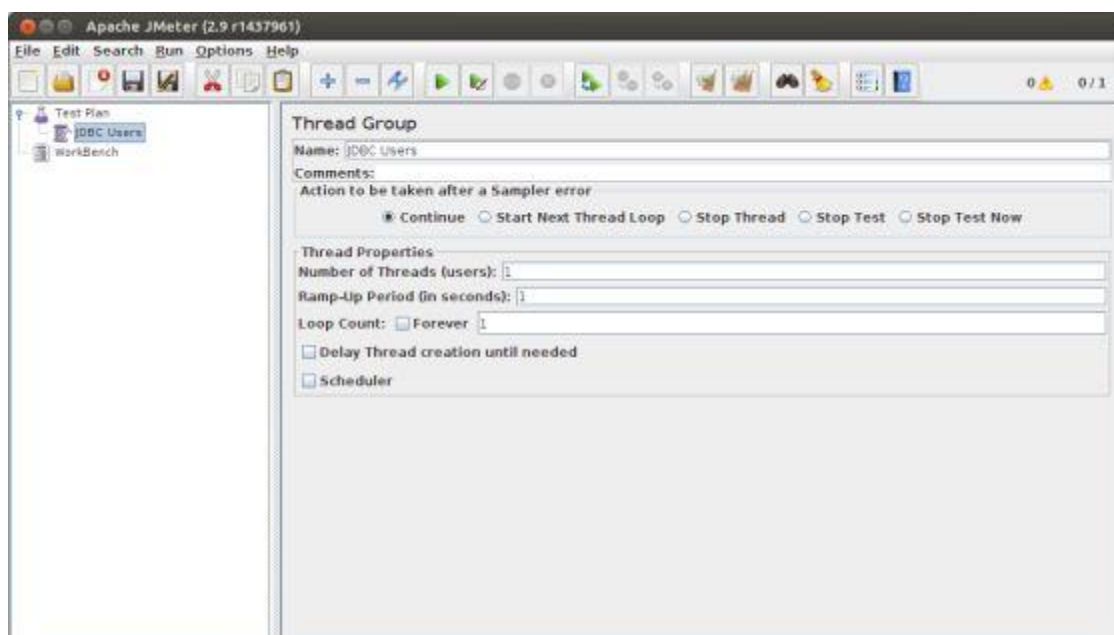 Apache JMeter (2.9 r1437961)
File Edit Search Run Options Help
0 0 / 1
Test Plan
JDBC Users
WorkBench
Thread Group
Name: JDBC Users
Comments:
Action to be taken after a Sampler error
Continue Start Next Thread Loop Stop Thread Stop Test Stop Test Now
Thread Properties
Number of Threads (users): 1
Ramp-Up Period (in seconds): 1
Loop Count: Forever 1
Delay Thread creation until needed
Scheduler